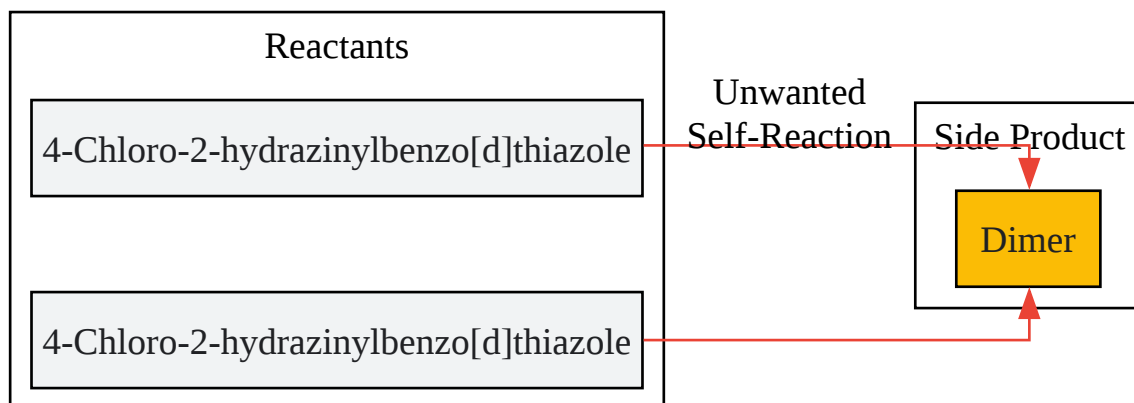 Reactants
4-Chloro-2-hydrazinylbenzo[d]thiazole
Unwanted
Self-Reaction
Side Product
Dimer
4-Chloro-2-hydrazinylbenzo[d]thiazole